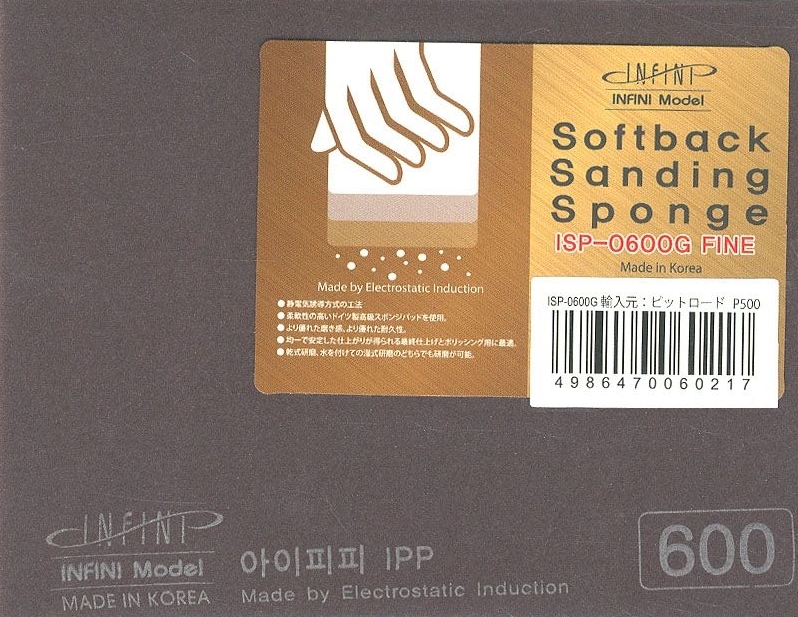 INFINI
INFINI Model
Softback
Sanding
Sponge
ISP-0600G FINE
Made in Korea
Made by Electrostatic Induction
●静電気誘導方式の工法
●柔軟性の高いドイツ製高級スポンジパッドを使用。
●より優れた磨き感、より優れた耐久性。
●均一で安定した仕上がりが得られる最終仕上げとポリッシング用に最適。
●乾式研磨、水を付けての湿式研磨のどちらでも研磨が可能。
ISP-0600G 輸入元：ピットロード P500
4986470060217
INFINI
INFINI Model
MADE IN KOREA
아이피피 IPP
Made by Electrostatic Induction
600